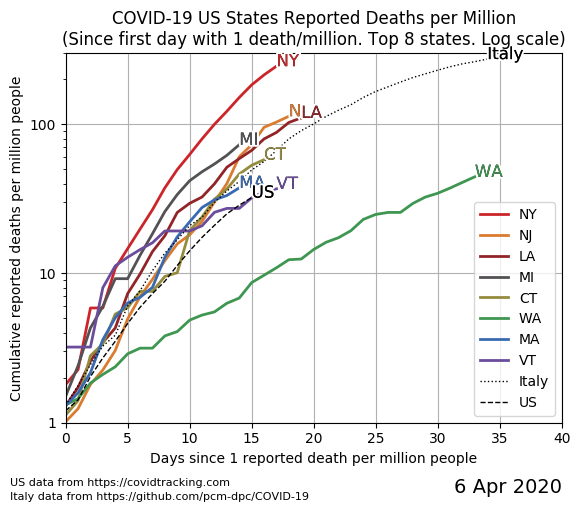 COVID-19 US States Reported Deaths per Million
(Since first day with 1 death/million. Top 8 states. Log scale)
Cumulative reported deaths per million people
100
10
1
NY
Italy
N
LA
MI
CT
WA
MA
VT
US
NY
NJ
LA
MI
CT
WA
MA
VT
Italy
US
0 5 10 15 20 25 30 35 40
Days since 1 reported death per million people
US data from https://covidtracking.com
Italy data from https://github.com/pcm-dpc/COVID-19
6 Apr 2020